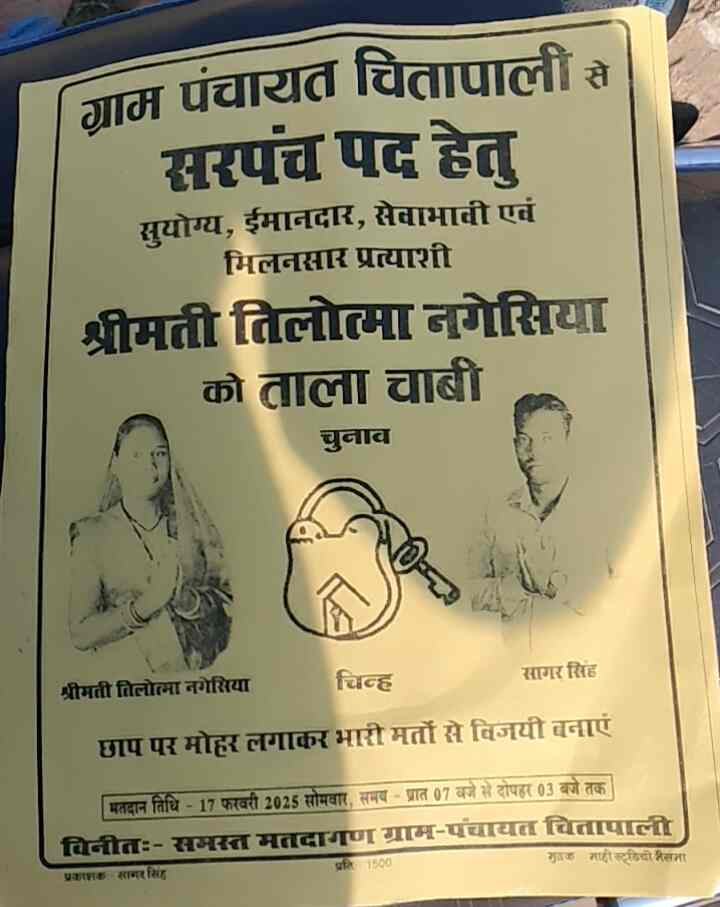 ग्राम पंचायत चितापाली से
सरपंच पद हेतु
सुयोग्य, ईमानदार, सेवाभावी एवं
मिलनसार प्रत्याशी
श्रीमती तिलोत्मा नगेसिया
को ताला चाबी
चुनाव
श्रीमती तिलोत्मा नगेसिया
चिन्ह
सागर सिंह
छाप पर मोहर लगाकर भारी मतों से विजयी बनाएं
मतदान तिथि - 17 फरवरी 2025 सोमवार, समय - प्रात 07 बजे से दोपहर 03 बजे तक
विनीतः- समस्त मतदागण ग्राम-पंचायत चितापाली
प्रकाशक - सागर सिंह
प्रति 1500
मुद्रक माही स्टूडियो